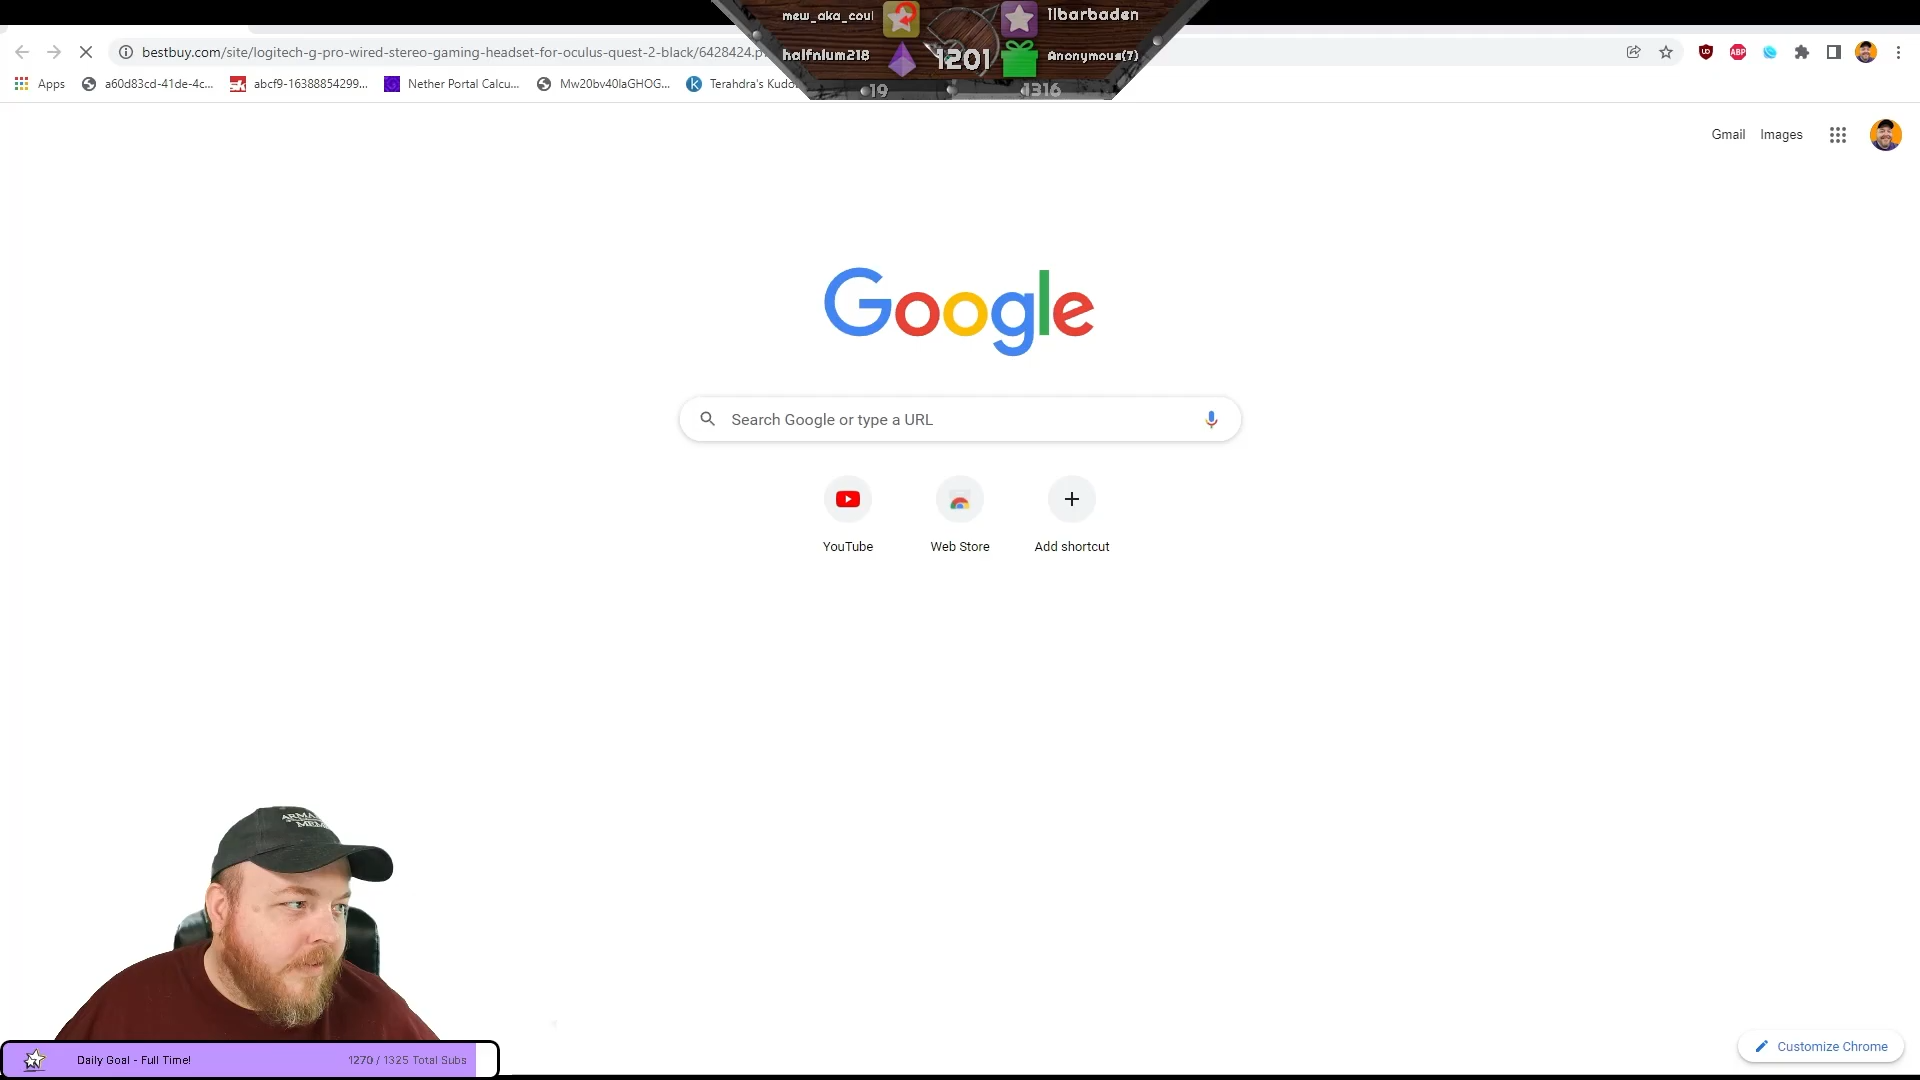 mew_aka_coul
11barbaden
halfnlum218
1201
Anonymous(7)
19
1316
bestbuy.com/site/logitech-g-pro-wired-stereo-gaming-headset-for-oculus-quest-2-black/6428424.p
Apps
a60d83cd-41de-4c...
abcf9-16388854299...
Nether Portal Calcu...
Mw20bv40laGHOG...
Terahdra's Kudo
ABP
Gmail
Images
Google
Search Google or type a URL
YouTube
Web Store
Add shortcut
Daily Goal - Full Time!
1270 / 1325 Total Subs
Customize Chrome